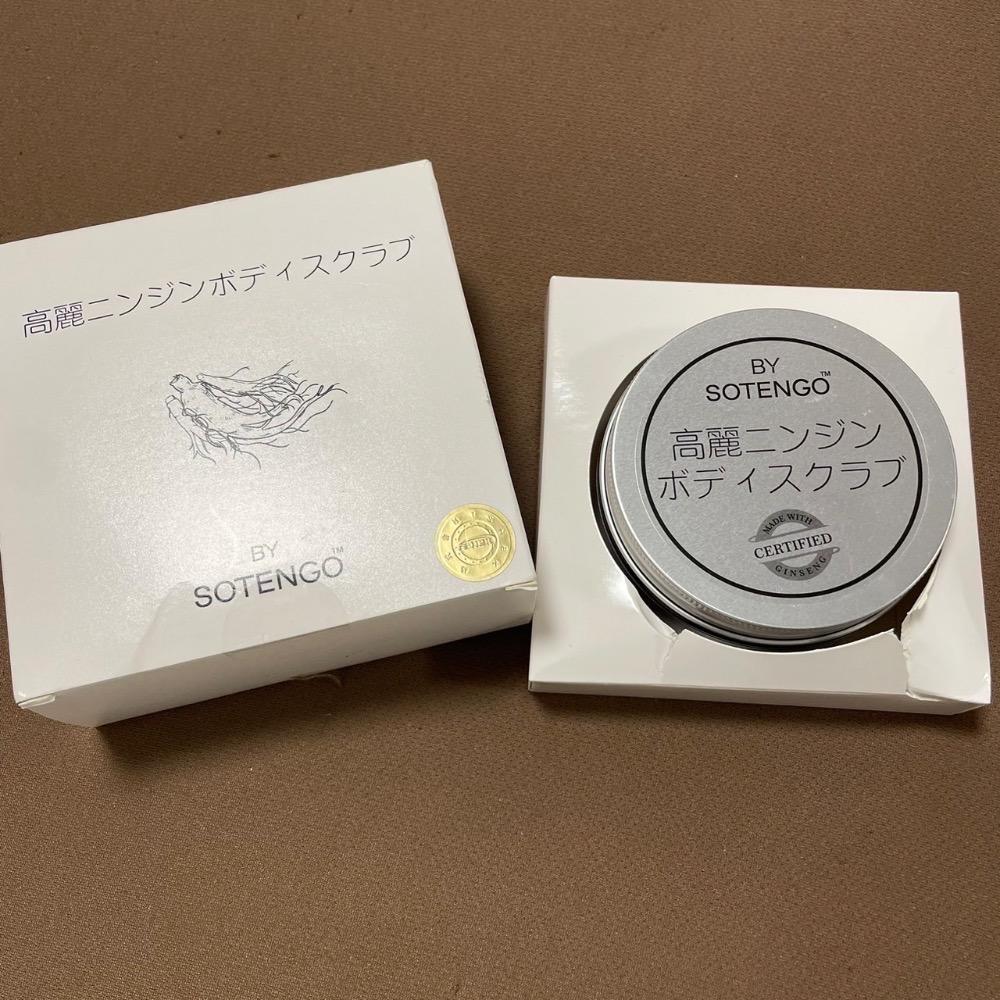 高麗ニンジンボディスクラブ
BY
SOTENGO™
BY
SOTENGO™
高麗ニンジン
ボディスクラブ
MADE WITH
CERTIFIED
GINSENG